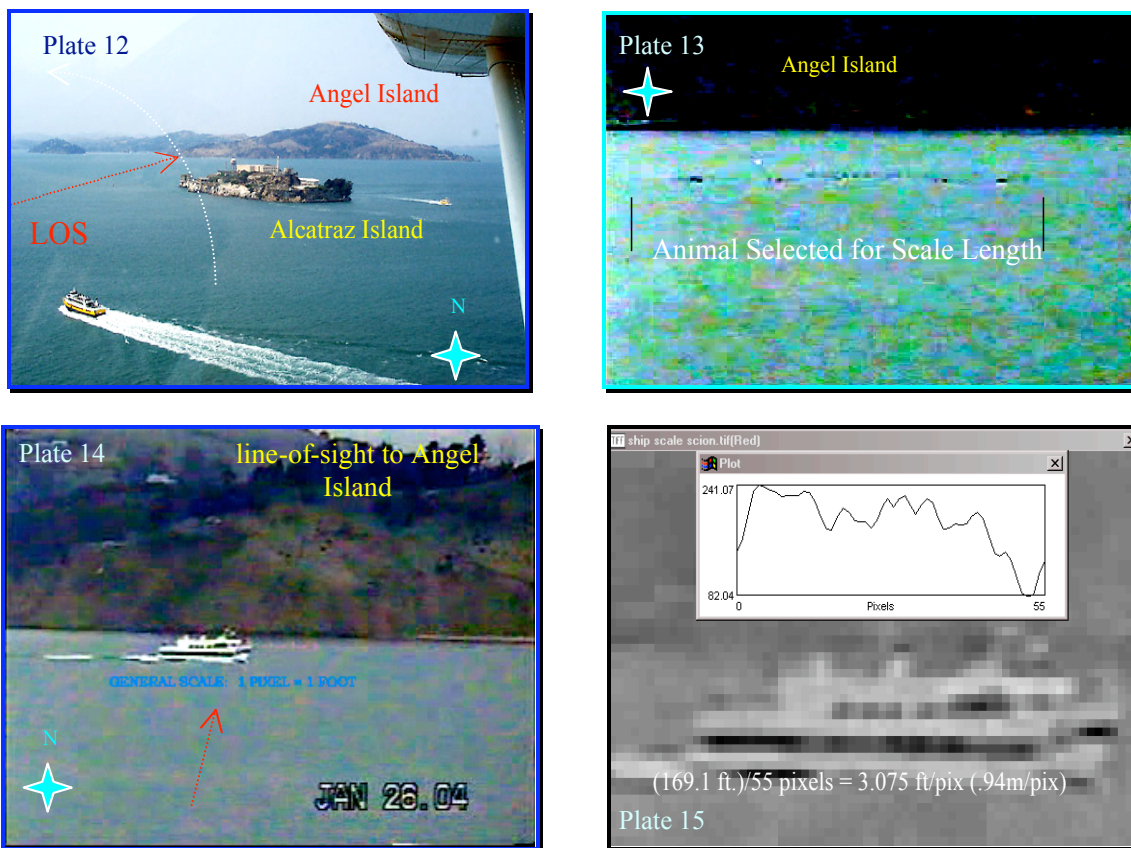 Plate 12
Angel Island
LOS
Alcatraz Island
N
Plate 13
Angel Island
Animal Selected for Scale Length
Plate 14
line-of-sight to Angel
Island
GENERAL SCALE: 1 PIXEL = 1 FOOT
N
JAN 26.04
ship scale scion.tif(Red)
Plot
241.07
82.04
0
Pixels
55
(169.1 ft.)/55 pixels = 3.075 ft/pix (.94m/pix)
Plate 15